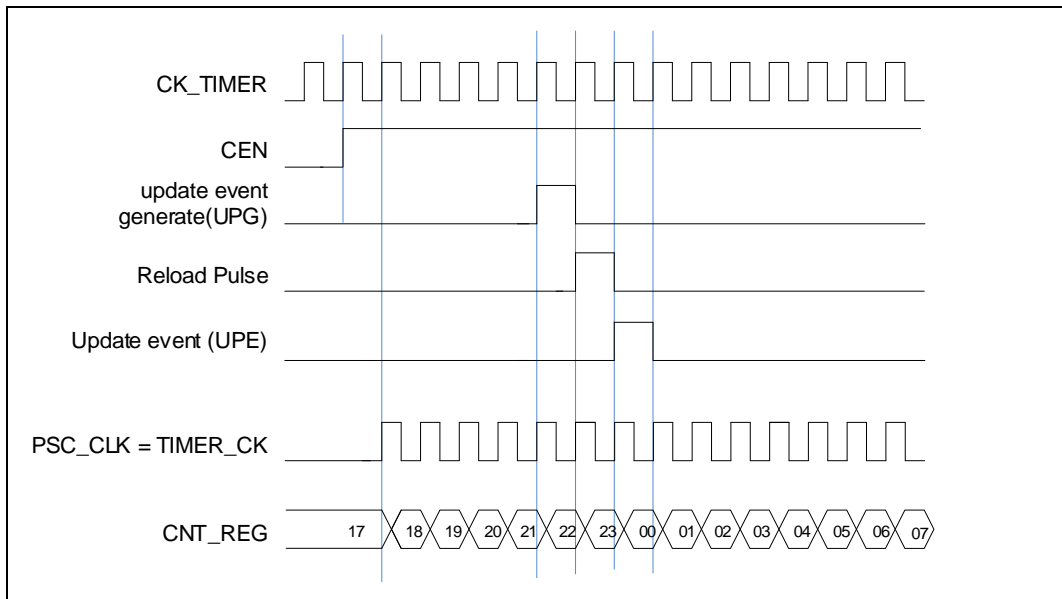 CK_TIMER
CEN
update event
generate(UPG)
Reload Pulse
Update event (UPE)
PSC_CLK = TIMER_CK
CNT_REG 17 18 19 20 21 22 23 00 01 02 03 04 05 06 07